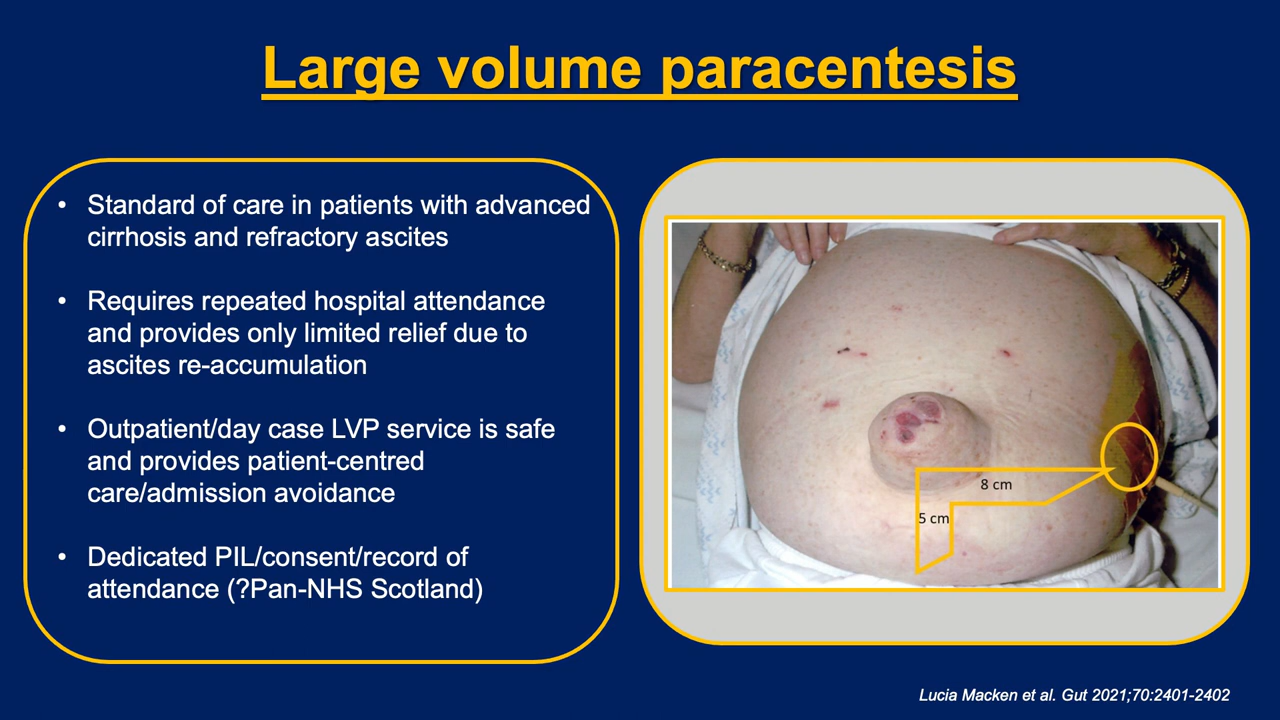 Large volume paracentesis
• Standard of care in patients with advanced
cirrhosis and refractory ascites
• Requires repeated hospital attendance
and provides only limited relief due to
ascites re-accumulation
• Outpatient/day case LVP service is safe
and provides patient-centred
care/admission avoidance
• Dedicated PIL/consent/record of
attendance (?Pan-NHS Scotland)
8 cm
5 cm
Lucia Macken et al. Gut 2021;70:2401-2402